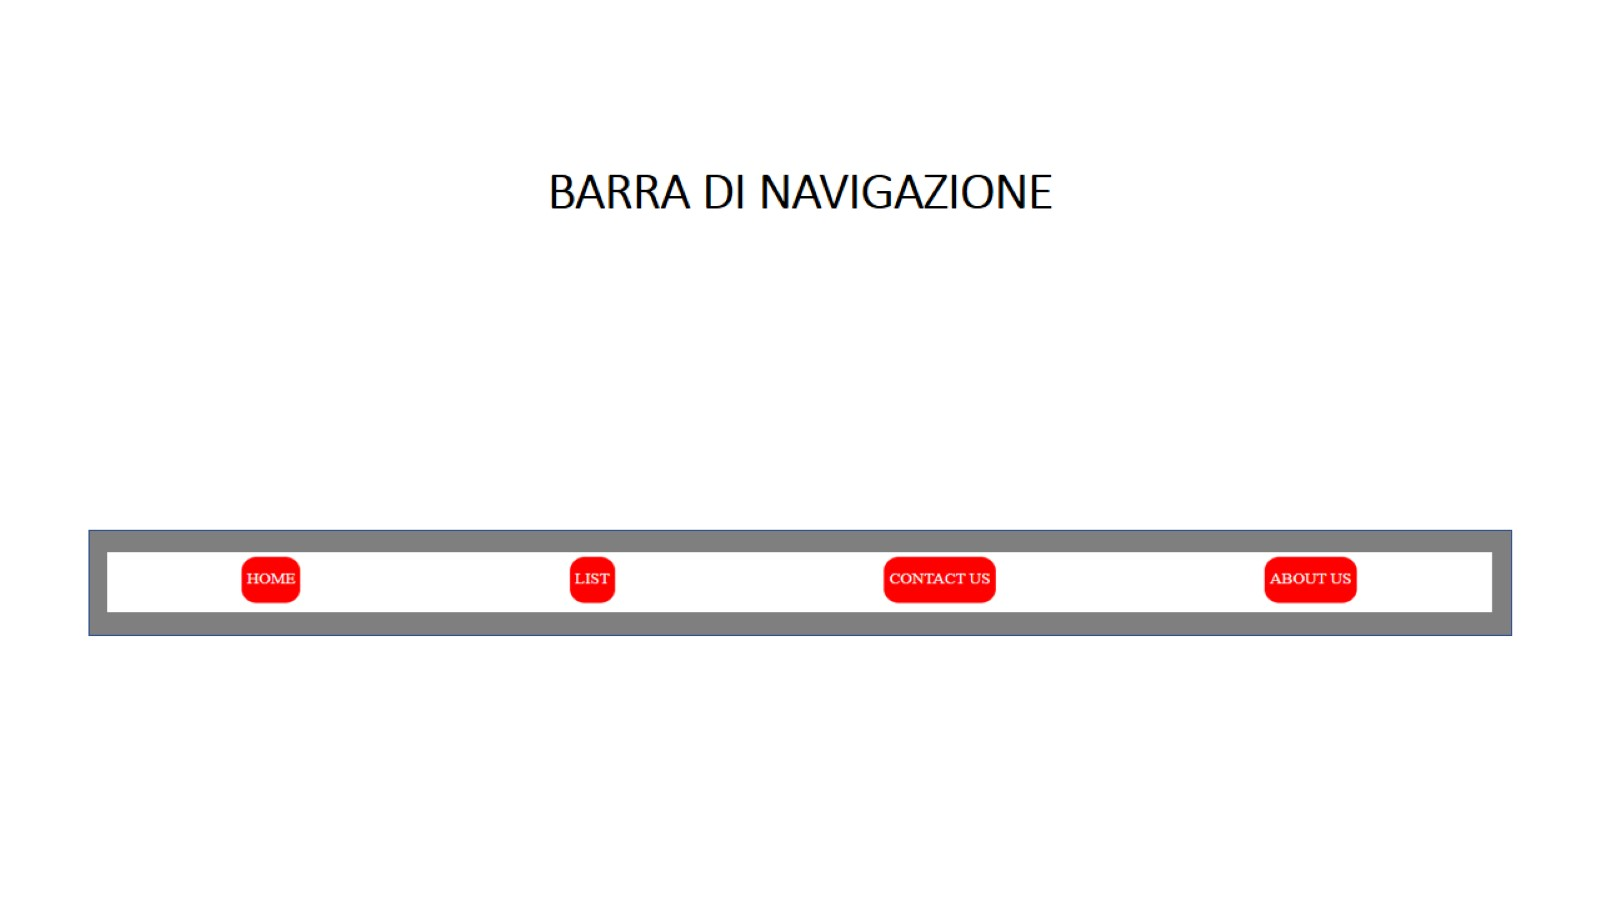 BARRA DI NAVIGAZIONE
HOME LIST CONTACT US ABOUT US